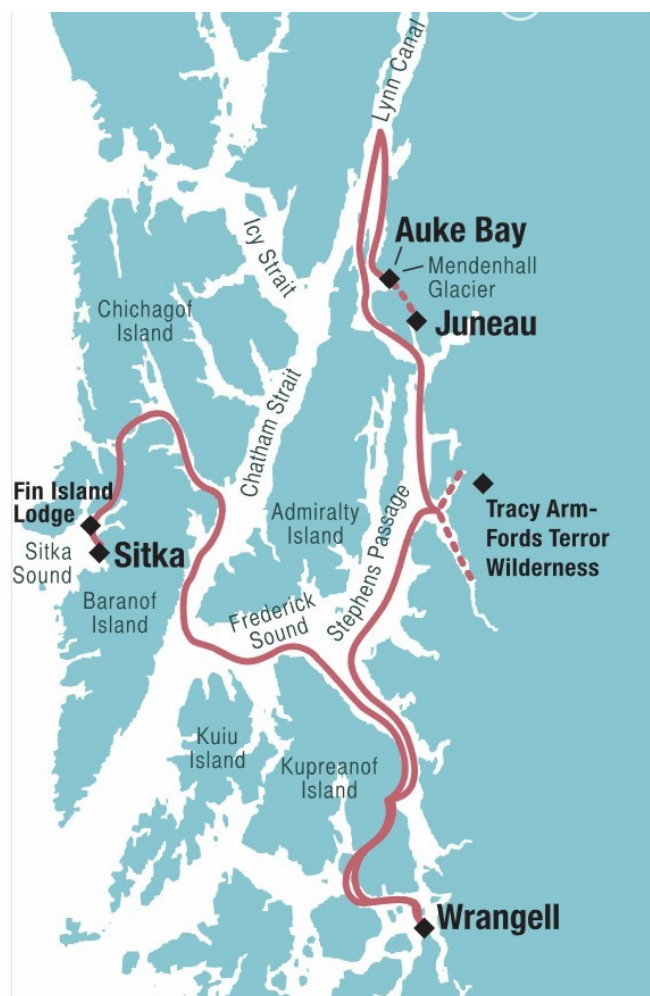 Lynn Canal
Auke Bay
Mendenhall
Glacier
Icy Strait
Chichagof
Island
Juneau
Chatham Strait
Fin Island
Lodge
Sitka
Sitka
Sound
Admiralty
Island
Stephens Passage
Tracy Arm-
Fords Terror
Wilderness
Baranof
Island
Frederick
Sound
Kuiu
Island
Kupreanof
Island
Wrangell